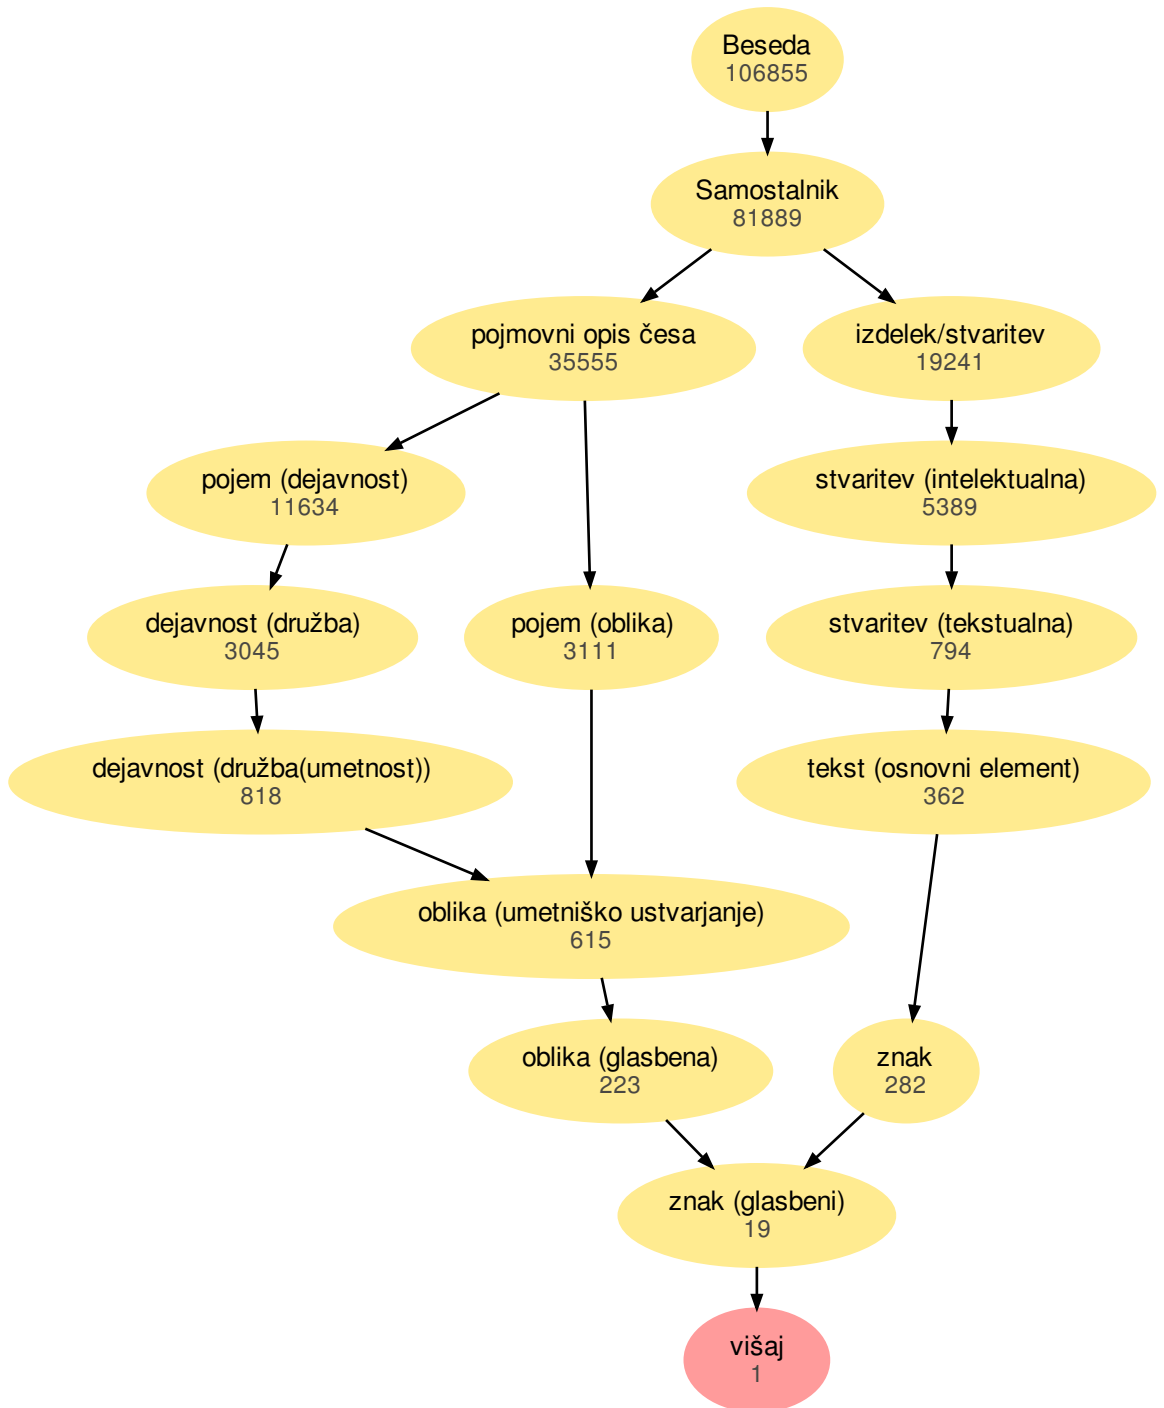 Beseda
106855
Samostalnik
81889
pojmovni opis česa
35555
izdelek/stvaritev
19241
pojem (dejavnost)
11634
stvaritev (intelektualna)
5389
dejavnost (družba)
3045
pojem (oblika)
3111
stvaritev (tekstualna)
794
dejavnost (družba(umetnost))
818
tekst (osnovni element)
362
oblika (umetniško ustvarjanje)
615
oblika (glasbena)
223
znak
282
znak (glasbeni)
19
višaj
1